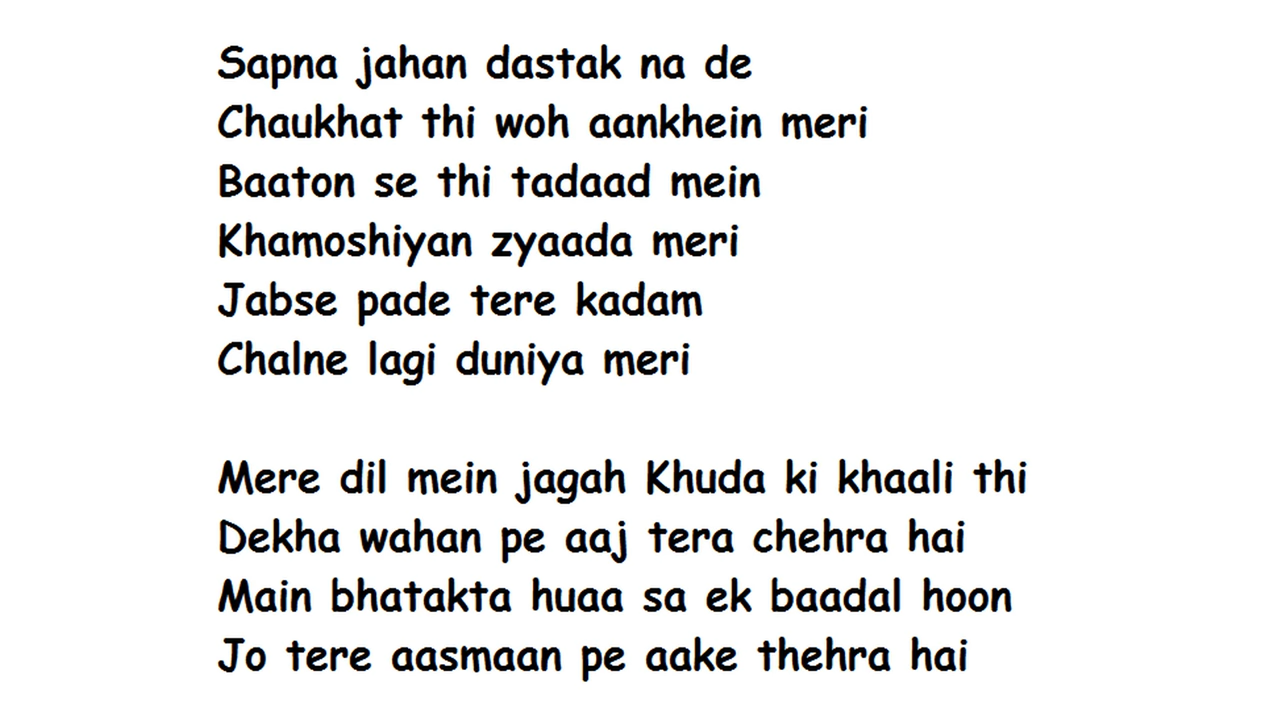 Sapna jahan dastak na de
Chaukhat thi woh aankhein meri
Baaton se thi tadaad mein
Khamoshiyan zyaada meri
Jabse pade tere kadam
Chalne lagi duniya meri
Mere dil mein jagah Khuda ki khaali thi
Dekha wahan pe aaj tera chehra hai
Main bhatakta huaa sa ek baadal hoon
Jo tere aasmaan pe aake thehra hai